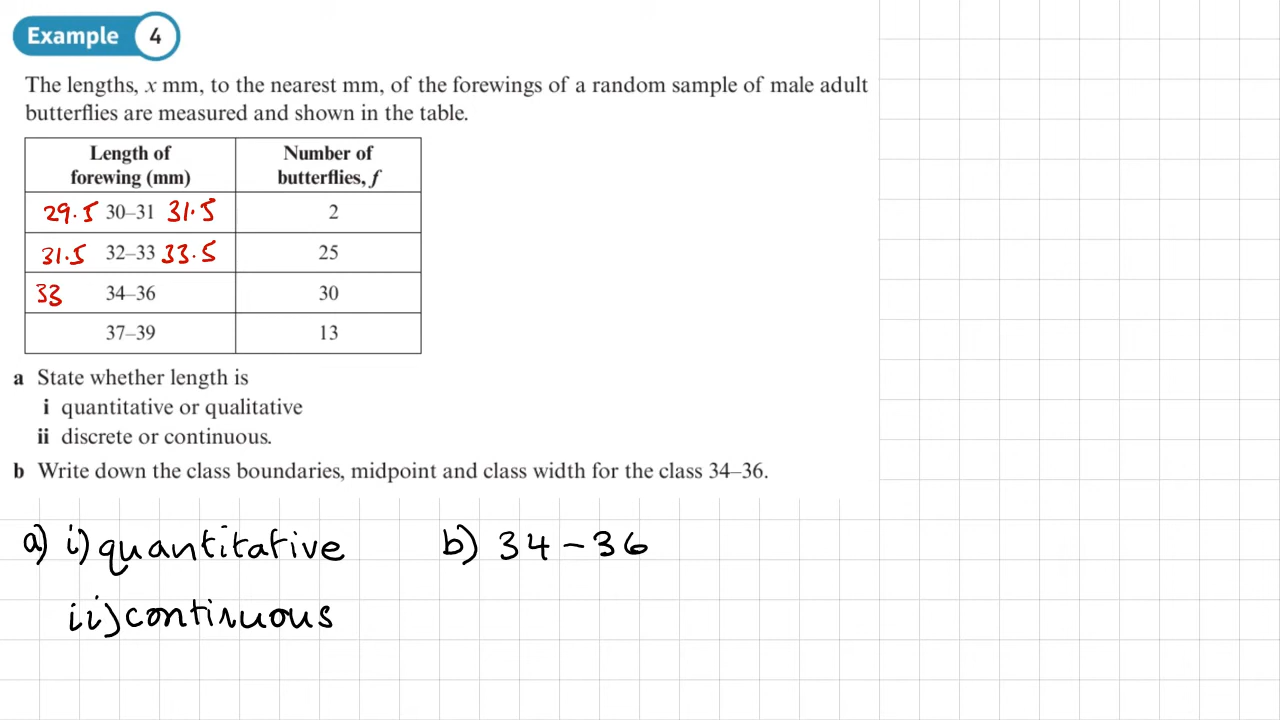 Example 4
The lengths, x mm, to the nearest mm, of the forewings of a random sample of male adult
butterflies are measured and shown in the table.
Length of forewing (mm) Number of butterflies, f
29.5 30–31 31.5 2
31.5 32–33 33.5 25
33 34–36 30
37–39 13
a State whether length is
i quantitative or qualitative
ii discrete or continuous.
b Write down the class boundaries, midpoint and class width for the class 34–36.
a) i) quantitative b) 34 – 36
ii) continuous